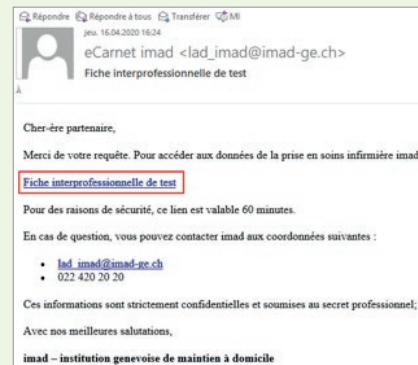 Répondre Répondre à tous Transférer MI
jeu. 16.04.2020 16:24
eCarnet imad <lad_imad@imad-ge.ch>
Fiche interprofessionnelle de test
À
Cher-ère partenaire,
Merci de votre requête. Pour accéder aux données de la prise en soins infirmière imad
Fiche interprofessionnelle de test
Pour des raisons de sécurité, ce lien est valable 60 minutes.
En cas de question, vous pouvez contacter imad aux coordonnées suivantes :
• lad_imad@imad-ge.ch
• 022 420 20 20
Ces informations sont strictement confidentielles et soumises au secret professionnel;
Avec nos meilleures salutations,
imad – institution genevoise de maintien à domicile